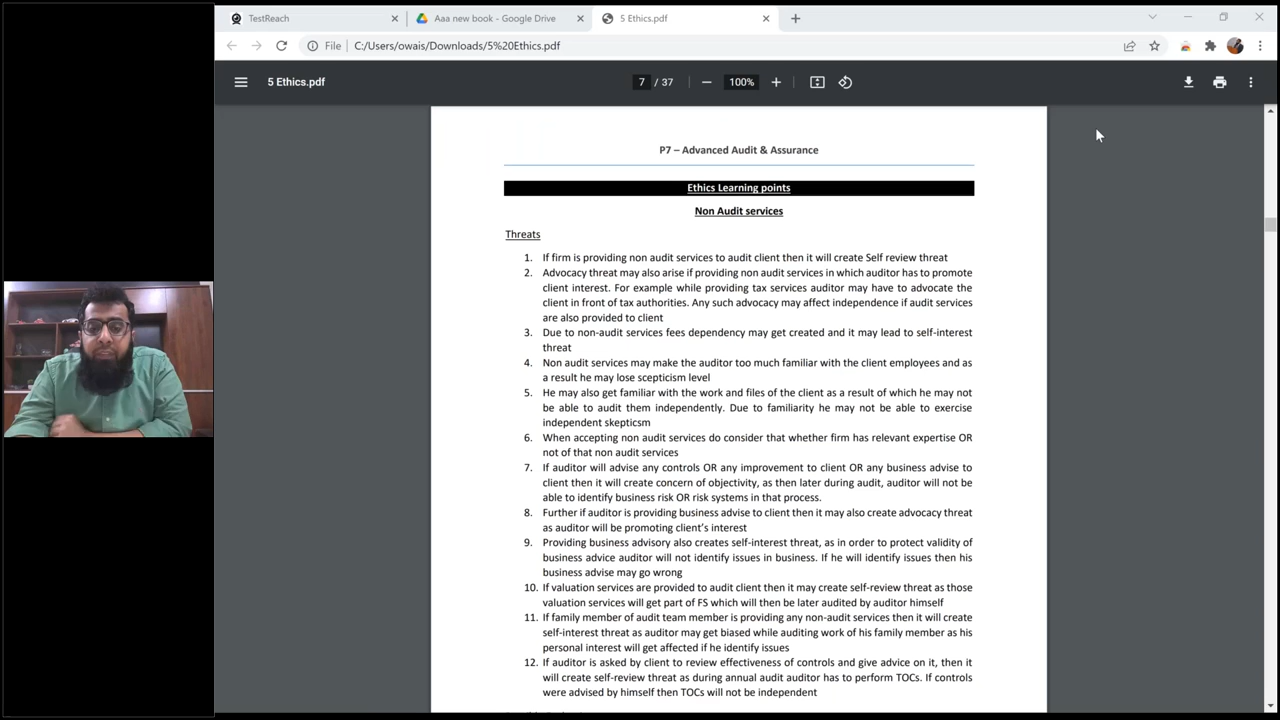 TestReach
Aaa new book - Google Drive
5 Ethics.pdf
File
C:/Users/owais/Downloads/5%20Ethics.pdf
5 Ethics.pdf
7 / 37
100%
P7 – Advanced Audit & Assurance
Ethics Learning points
Non Audit services
Threats
1. If firm is providing non audit services to audit client then it will create Self review threat
2. Advocacy threat may also arise if providing non audit services in which auditor has to promote
client interest. For example while providing tax services auditor may have to advocate the
client in front of tax authorities. Any such advocacy may affect independence if audit services
are also provided to client
3. Due to non-audit services fees dependency may get created and it may lead to self-interest
threat
4. Non audit services may make the auditor too much familiar with the client employees and as
a result he may lose scepticism level
5. He may also get familiar with the work and files of the client as a result of which he may not
be able to audit them independently. Due to familiarity he may not be able to exercise
independent skepticsm
6. When accepting non audit services do consider that whether firm has relevant expertise OR
not of that non audit services
7. If auditor will advise any controls OR any improvement to client OR any business advise to
client then it will create concern of objectivity, as then later during audit, auditor will not be
able to identify business risk OR risk systems in that process.
8. Further if auditor is providing business advise to client then it may also create advocacy threat
as auditor will be promoting client's interest
9. Providing business advisory also creates self-interest threat, as in order to protect validity of
business advice auditor will not identify issues in business. If he will identify issues then his
business advise may go wrong
10. If valuation services are provided to audit client then it may create self-review threat as those
valuation services will get part of FS which will then be later audited by auditor himself
11. If family member of audit team member is providing any non-audit services then it will create
self-interest threat as auditor may get biased while auditing work of his family member as his
personal interest will get affected if he identify issues
12. If auditor is asked by client to review effectiveness of controls and give advice on it, then it
will create self-review threat as during annual audit auditor has to perform TOCs. If controls
were advised by himself then TOCs will not be independent